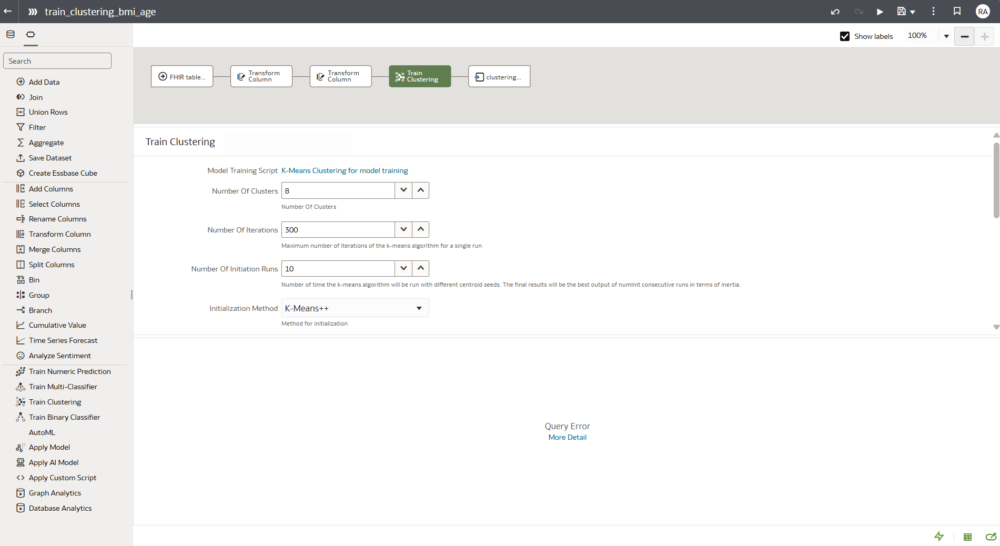 train_clustering_bmi_age
RA
Show labels
100%
Search
Add Data
Join
Union Rows
Filter
Aggregate
Save Dataset
Create Essbase Cube
Add Columns
Select Columns
Rename Columns
Transform Column
Merge Columns
Split Columns
Bin
Group
Branch
Cumulative Value
Time Series Forecast
Analyze Sentiment
Train Numeric Prediction
Train Multi-Classifier
Train Clustering
Train Binary Classifier
AutoML
Apply Model
Apply AI Model
Apply Custom Script
Graph Analytics
Database Analytics
FHIR table...
Transform
Column
Transform
Column
Train
Clustering
clustering...
Train Clustering
Model Training Script K-Means Clustering for model training
Number Of Clusters 8
Number Of Clusters
Number Of Iterations 300
Maximum number of iterations of the k-means algorithm for a single run
Number Of Initiation Runs 10
Number of time the k-means algorithm will be run with different centroid seeds. The final results will be the best output of numInit consecutive runs in terms of inertia.
Initialization Method K-Means++
Method for initialization
Query Error
More Detail